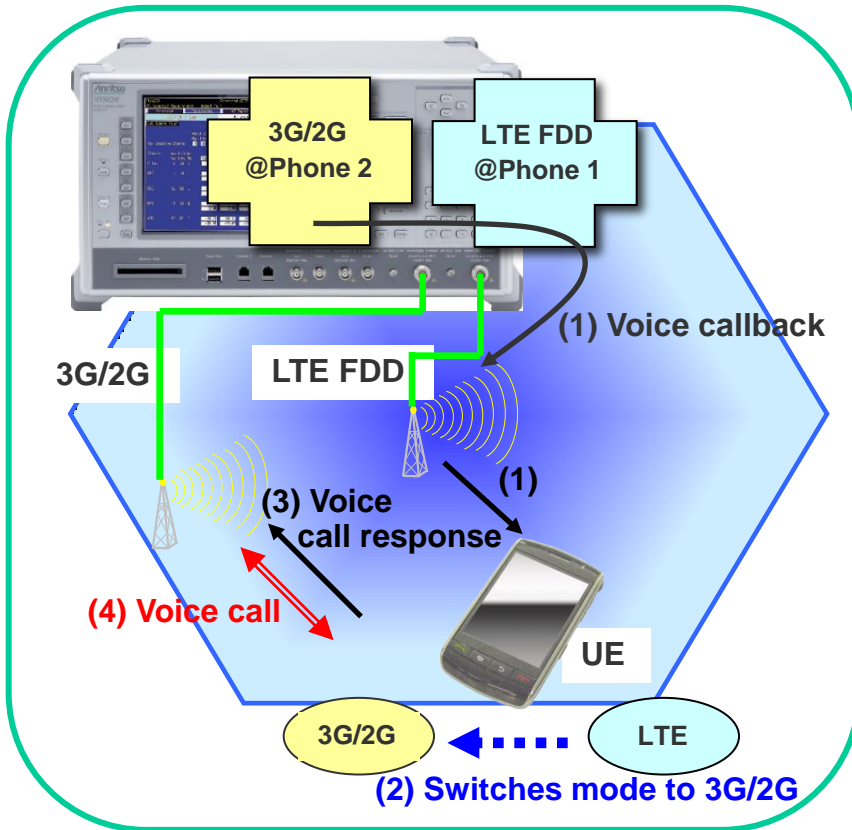 Anritsu
3G/2G
@Phone 2
LTE FDD
@Phone 1
(1) Voice callback
3G/2G
LTE FDD
(1)
(3) Voice
call response
(4) Voice call
UE
3G/2G
LTE
(2) Switches mode to 3G/2G